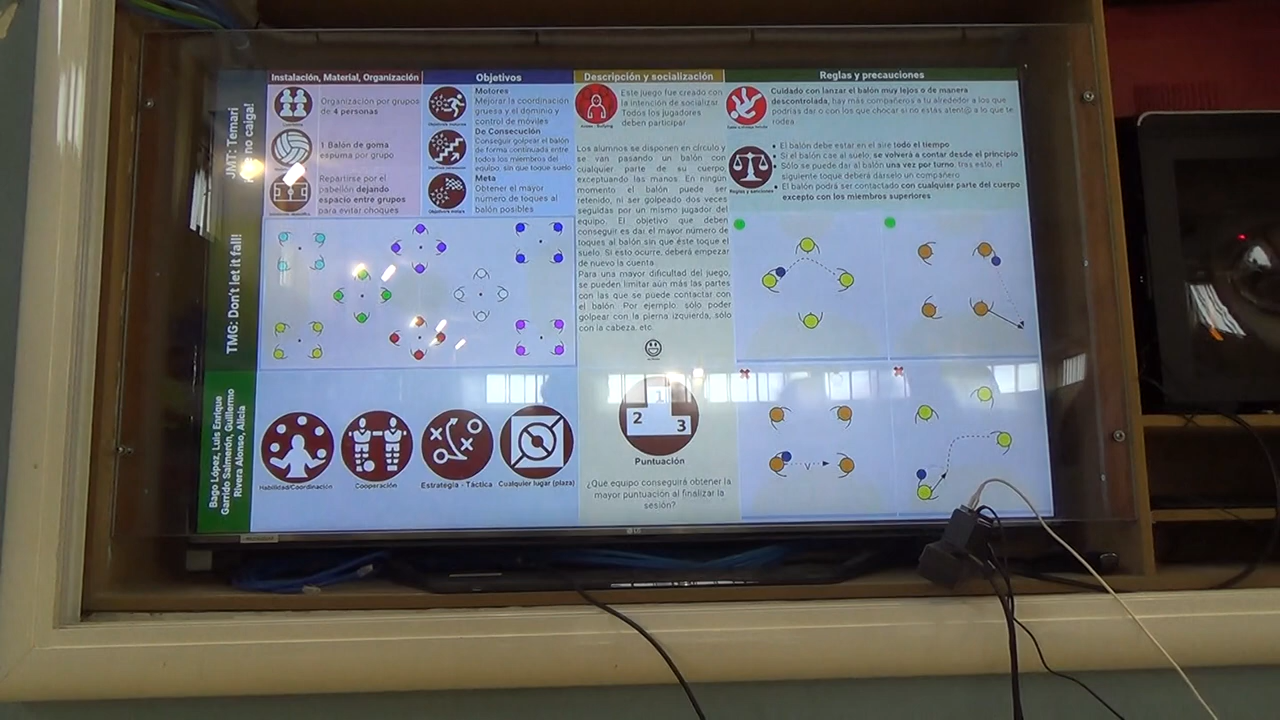 JMT: Temari
no caiga!
TMG: Don't let it fall!
Bago López, Luis Enrique
Garrido Salmerón, Guillermo
Rivera Alonso, Alicia
Instalación, Material, Organización
Organización por grupos
de 4 personas
1 Balón de goma
espuma por grupo
Repartirse por el
pabellón dejando
espacio entre grupos
para evitar choques
Objetivos
Motores
Mejorar la coordinación
gruesa y el dominio y
control de móviles
De Consecución
Conseguir golpear el balón
de forma continuada entre
todos los miembros del
equipo, sin que toque suelo
Meta
Obtener el mayor
número de toques al
balón posibles
Descripción y socialización
Este juego fue creado con
la intención de socializar
Todos los jugadores
deben participar
Los alumnos se disponen en círculo y
se van pasando un balón con
cualquier parte de su cuerpo,
exceptuando las manos. En ningún
momento el balón puede ser
retenido, ni ser golpeado dos veces
seguidas por un mismo jugador del
equipo. El objetivo que deben
conseguir es dar el mayor número de
toques al balón sin que éste toque el
suelo. Si esto ocurre, deberá empezar
de nuevo la cuenta.
Para una mayor dificultad del juego,
se pueden limitar aún más las partes
con las que se puede contactar con
el balón. Por ejemplo: sólo poder
golpear con la pierna izquierda, sólo
con la cabeza, etc.
Reglas y precauciones
Cuidado con lanzar el balón muy lejos o de manera
descontrolada, hay más compañeros a tu alrededor a los que
podrías dar o con los que chocar si no estas atent@ a lo que te
rodea.
Reglas y sanciones
• El balón debe estar en el aire todo el tiempo
• Si el balón cae al suelo, se volverá a contar desde el principio
• Sólo se puede dar al balón una vez por turno, tras esto, el
siguiente toque deberá dárselo un compañero
• El balón podrá ser contactado con cualquier parte del cuerpo
excepto con los miembros superiores
Habilidad/Coordinación
Cooperación
Estrategia - Táctica
Cualquier lugar (plaza)
1
2
3
Puntuación
¿Qué equipo conseguirá obtener la
mayor puntuación al finalizar la
sesión?